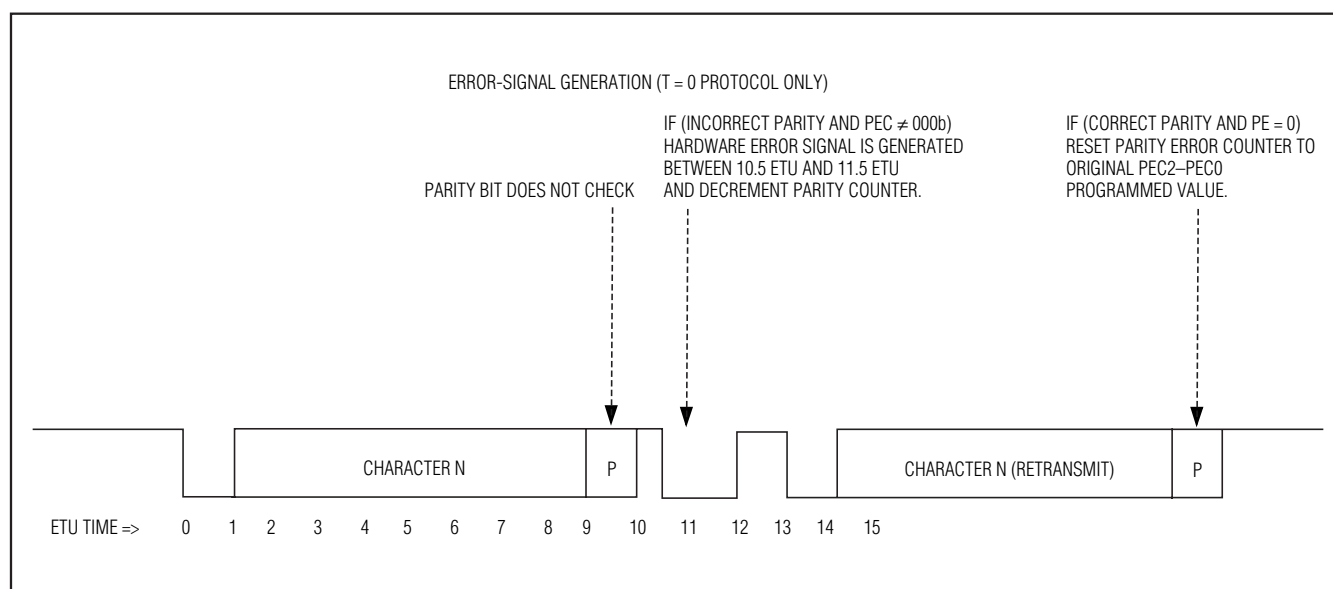 ERROR-SIGNAL GENERATION (T = 0 PROTOCOL ONLY)
PARITY BIT DOES NOT CHECK
IF (INCORRECT PARITY AND PEC ≠ 000b)
HARDWARE ERROR SIGNAL IS GENERATED
BETWEEN 10.5 ETU AND 11.5 ETU
AND DECREMENT PARITY COUNTER.
IF (CORRECT PARITY AND PE = 0)
RESET PARITY ERROR COUNTER TO
ORIGINAL PEC2–PEC0
PROGRAMMED VALUE.
CHARACTER N P CHARACTER N (RETRANSMIT) P
ETU TIME => 0 1 2 3 4 5 6 7 8 9 10 11 12 13 14 15